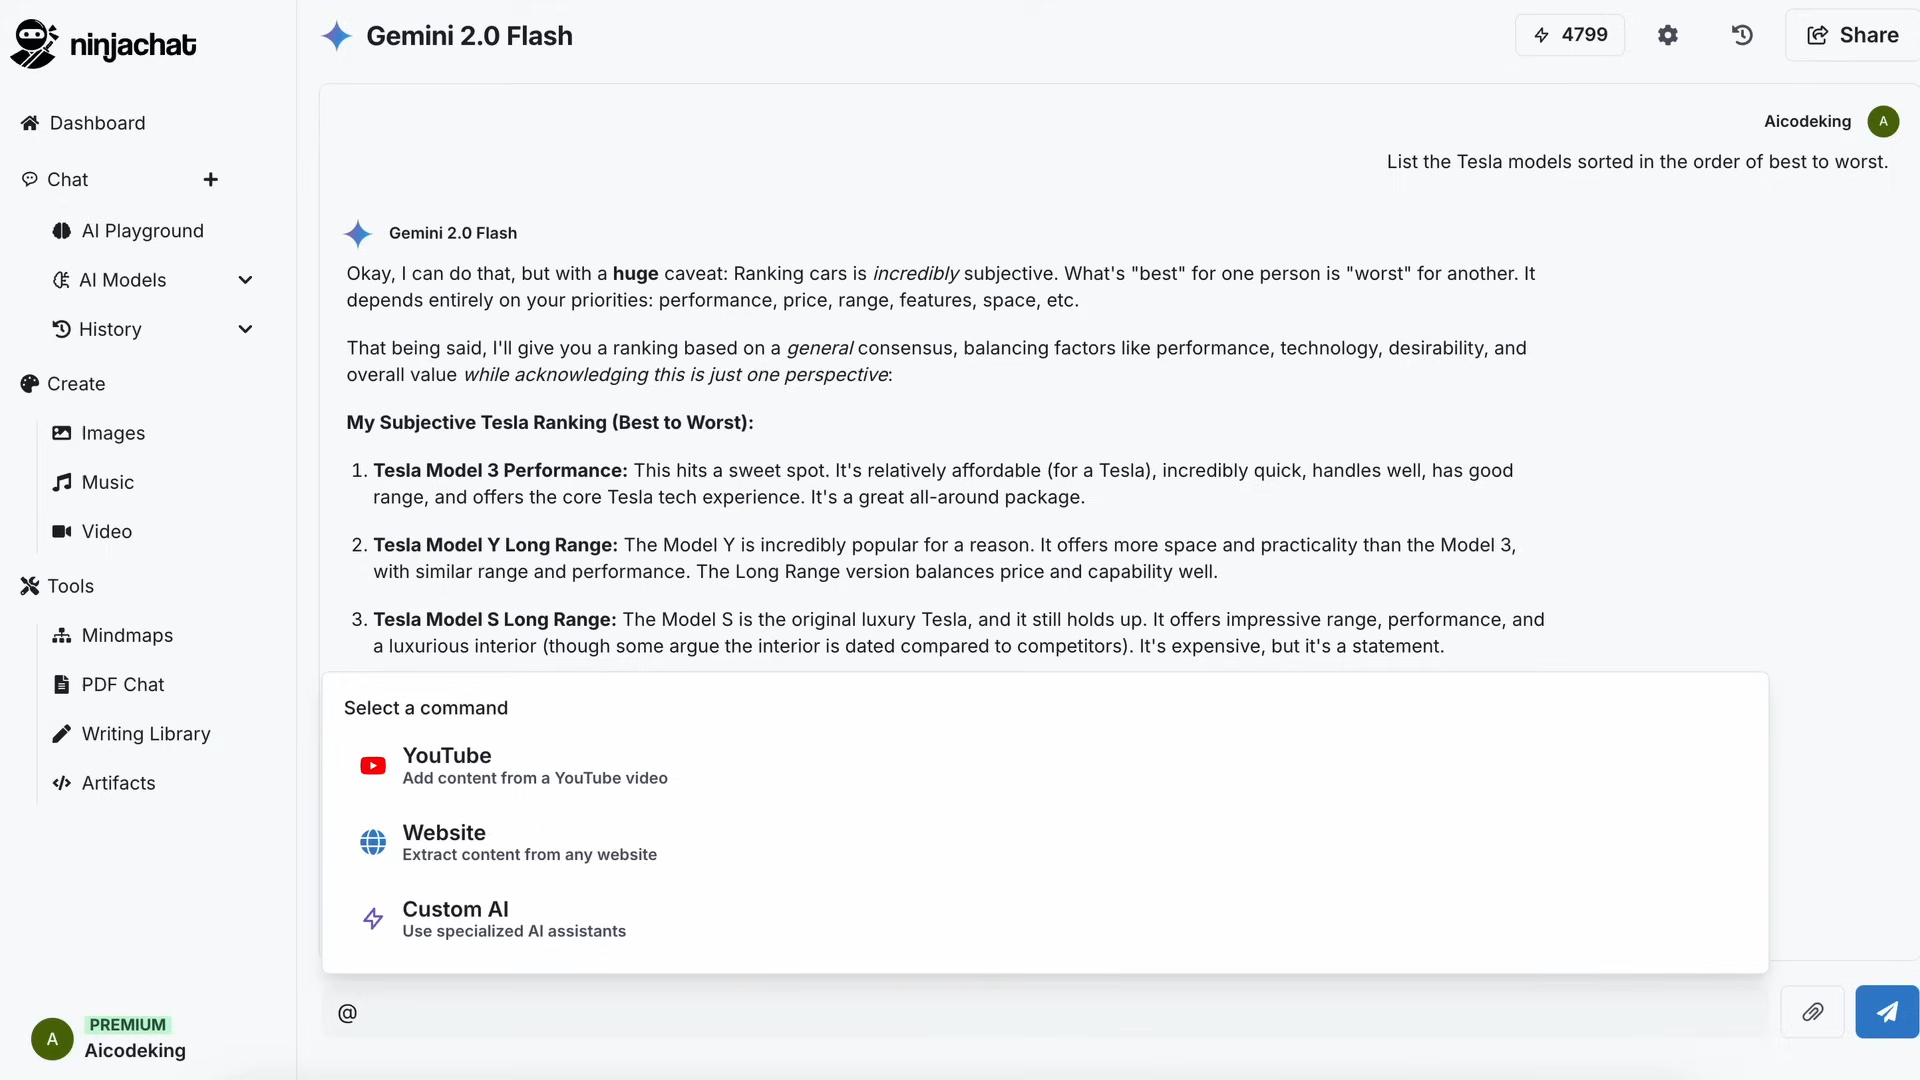 ninjachat
Dashboard
Chat
AI Playground
AI Models
History
Create
Images
Music
Video
Tools
Mindmaps
PDF Chat
Writing Library
Artifacts
A
PREMIUM
Aicodeking
Gemini 2.0 Flash
4799
Share
Aicodeking
A
List the Tesla models sorted in the order of best to worst.
Gemini 2.0 Flash
Okay, I can do that, but with a huge caveat: Ranking cars is incredibly subjective. What's "best" for one person is "worst" for another. It
depends entirely on your priorities: performance, price, range, features, space, etc.
That being said, I'll give you a ranking based on a general consensus, balancing factors like performance, technology, desirability, and
overall value while acknowledging this is just one perspective:
My Subjective Tesla Ranking (Best to Worst):
1. Tesla Model 3 Performance: This hits a sweet spot. It's relatively affordable (for a Tesla), incredibly quick, handles well, has good
range, and offers the core Tesla tech experience. It's a great all-around package.
2. Tesla Model Y Long Range: The Model Y is incredibly popular for a reason. It offers more space and practicality than the Model 3,
with similar range and performance. The Long Range version balances price and capability well.
3. Tesla Model S Long Range: The Model S is the original luxury Tesla, and it still holds up. It offers impressive range, performance, and
a luxurious interior (though some argue the interior is dated compared to competitors). It's expensive, but it's a statement.
Select a command
YouTube
Add content from a YouTube video
Website
Extract content from any website
Custom AI
Use specialized AI assistants
@